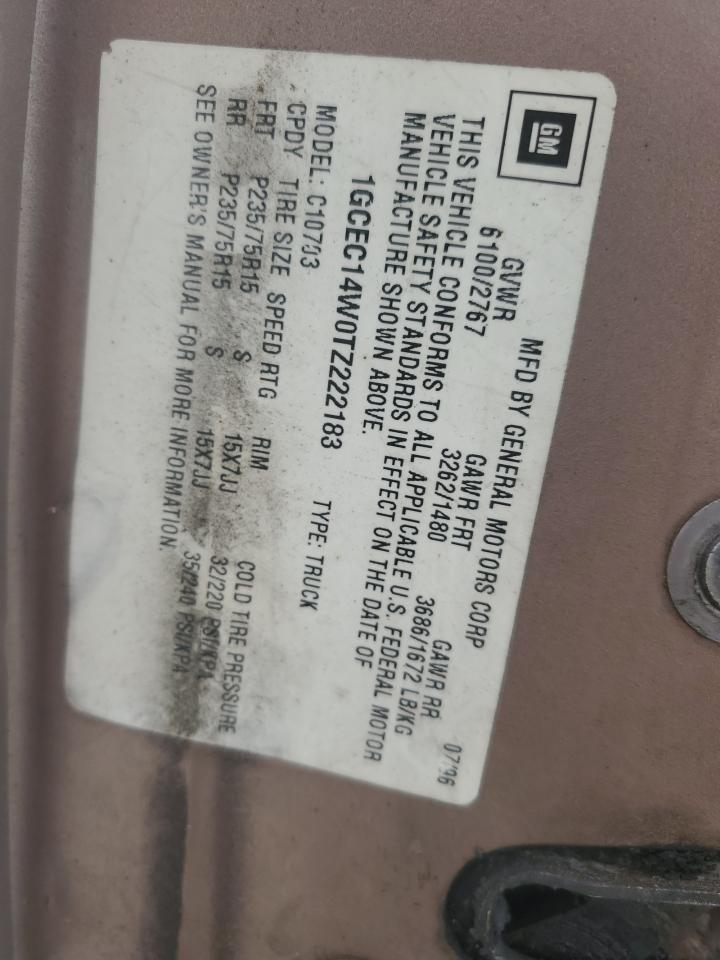 GM
MFD BY GENERAL MOTORS CORP 07/96
GVWR GAWR FRT GAWR RR
6100/2767 3262/1480 3686/1672 LB/KG
THIS VEHICLE CONFORMS TO ALL APPLICABLE U.S. FEDERAL MOTOR
VEHICLE SAFETY STANDARDS IN EFFECT ON THE DATE OF
MANUFACTURE SHOWN ABOVE.
1GCEC14W0TZ222183 TYPE: TRUCK
MODEL: C10703
CPDY TIRE SIZE SPEED RTG RIM COLD TIRE PRESSURE
FRT P235/75R15 S 15X7JJ 32/220 PSI/KPA
RR P235/75R15 S 15X7JJ 35/240 PSI/KPA
SEE OWNER'S MANUAL FOR MORE INFORMATION.